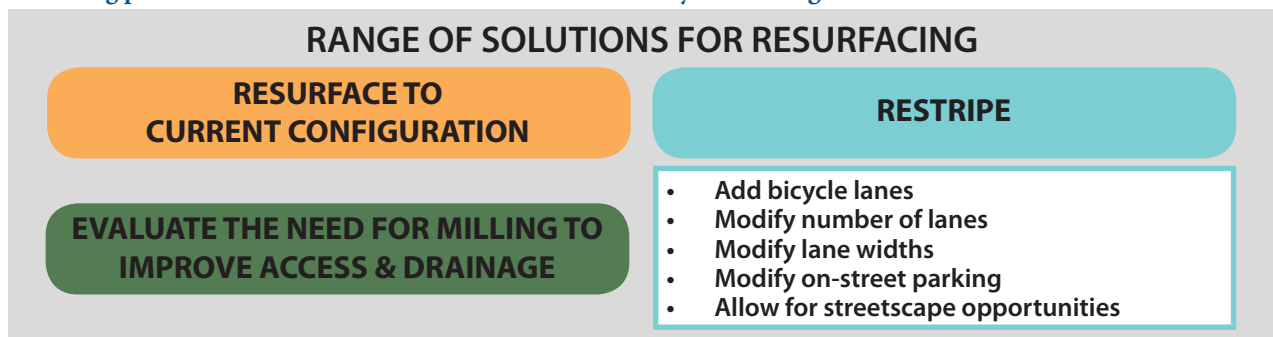 RANGE OF SOLUTIONS FOR RESURFACING
RESURFACE TO
CURRENT CONFIGURATION
RESTRIPE
EVALUATE THE NEED FOR MILLING TO
IMPROVE ACCESS & DRAINAGE
• Add bicycle lanes
• Modify number of lanes
• Modify lane widths
• Modify on-street parking
• Allow for streetscape opportunities